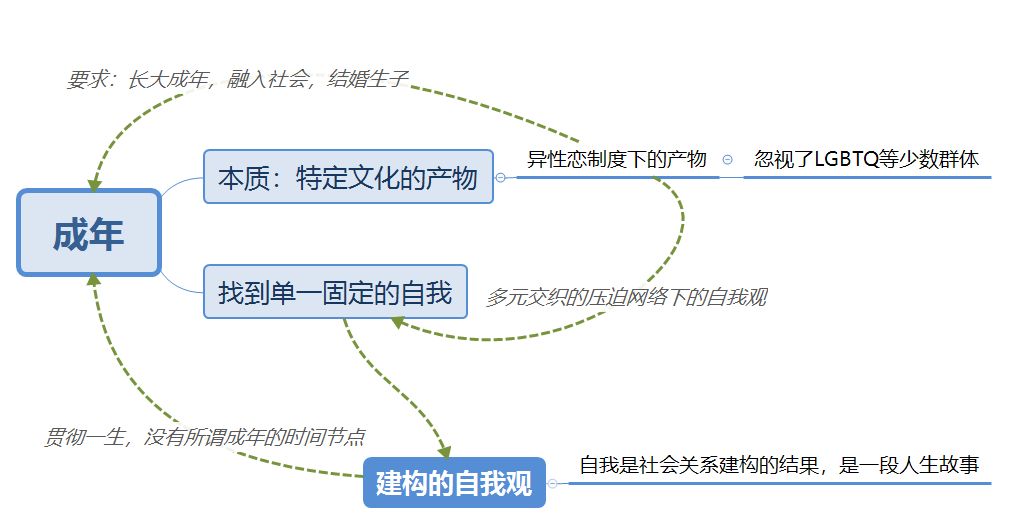 要求：长大成年，融入社会，结婚生子
异性恋制度下的产物
忽视了LGBTQ等少数群体
本质：特定文化的产物
成年
找到单一固定的自我
多元交织的压迫网络下的自我观
贯彻一生，没有所谓成年的时间节点
自我是社会关系建构的结果，是一段人生故事
建构的自我观